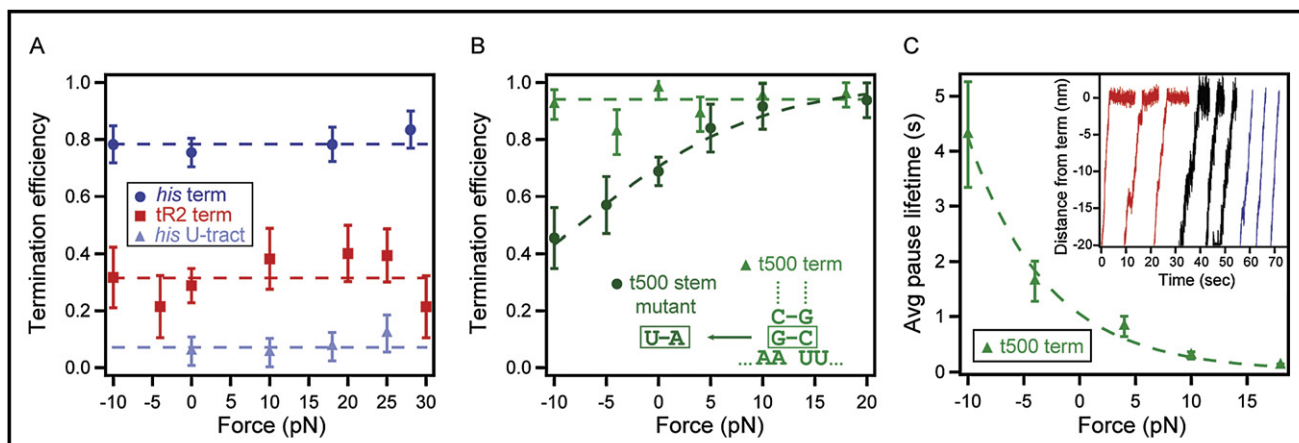 A
Termination efficiency
1.0
0.8
0.6
0.4
0.2
0.0
his term
tR2 term
his U-tract
-10 -5 0 5 10 15 20 25 30
Force (pN)
B
Termination efficiency
1.0
0.8
0.6
0.4
0.2
0.0
t500 term
t500 stem
mutant
C–G
U–A
G–C
...AA UU...
-10 -5 0 5 10 15 20
Force (pN)
C
Avg pause lifetime (s)
5
4
3
2
1
0
Distance from term (nm)
0
-5
-10
-15
-20
0 10 20 30 40 50 60 70
Time (sec)
t500 term
-10 -5 0 5 10 15
Force (pN)